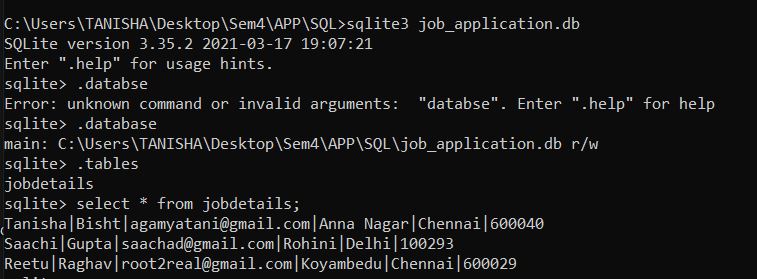 C:\Users\TANISHA\Desktop\Sem4\APP\SQL>sqlite3 job_application.db
SQLite version 3.35.2 2021-03-17 19:07:21
Enter ".help" for usage hints.
sqlite> .databse
Error: unknown command or invalid arguments:  "databse". Enter ".help" for help
sqlite> .database
main: C:\Users\TANISHA\Desktop\Sem4\APP\SQL\job_application.db r/w
sqlite> .tables
jobdetails
sqlite> select * from jobdetails;
Tanisha|Bisht|agamyatani@gmail.com|Anna Nagar|Chennai|600040
Saachi|Gupta|saachad@gmail.com|Rohini|Delhi|100293
Reetu|Raghav|root2real@gmail.com|Koyambedu|Chennai|600029